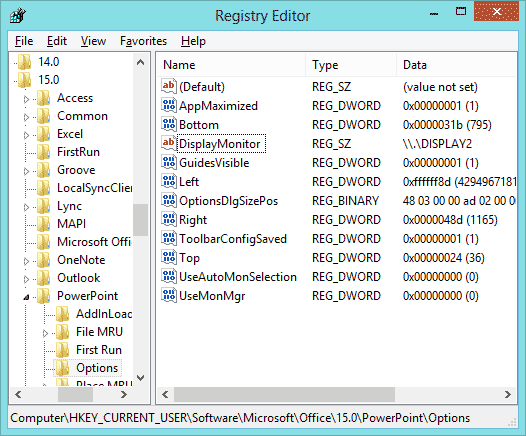 Registry Editor
File Edit View Favorites Help
14.0
15.0
Access
Common
Excel
FirstRun
Groove
LocalSyncClie
Lync
MAPI
Microsoft Offi
OneNote
Outlook
PowerPoint
AddInLoad
File MRU
First Run
Options
Place MRU
Name Type Data
ab (Default) REG_SZ (value not set)
AppMaximized REG_DWORD 0x00000001 (1)
Bottom REG_DWORD 0x0000031b (795)
ab DisplayMonitor REG_SZ \\.\DISPLAY2
GuidesVisible REG_DWORD 0x00000001 (1)
Left REG_DWORD 0xffffff8d (4294967181
OptionsDlgSizePos REG_BINARY 48 03 00 00 ad 02 00 00
Right REG_DWORD 0x0000048d (1165)
ToolbarConfigSaved REG_DWORD 0x00000001 (1)
Top REG_DWORD 0x00000024 (36)
UseAutoMonSelection REG_DWORD 0x00000000 (0)
UseMonMgr REG_DWORD 0x00000000 (0)
Computer\HKEY_CURRENT_USER\Software\Microsoft\Office\15.0\PowerPoint\Options